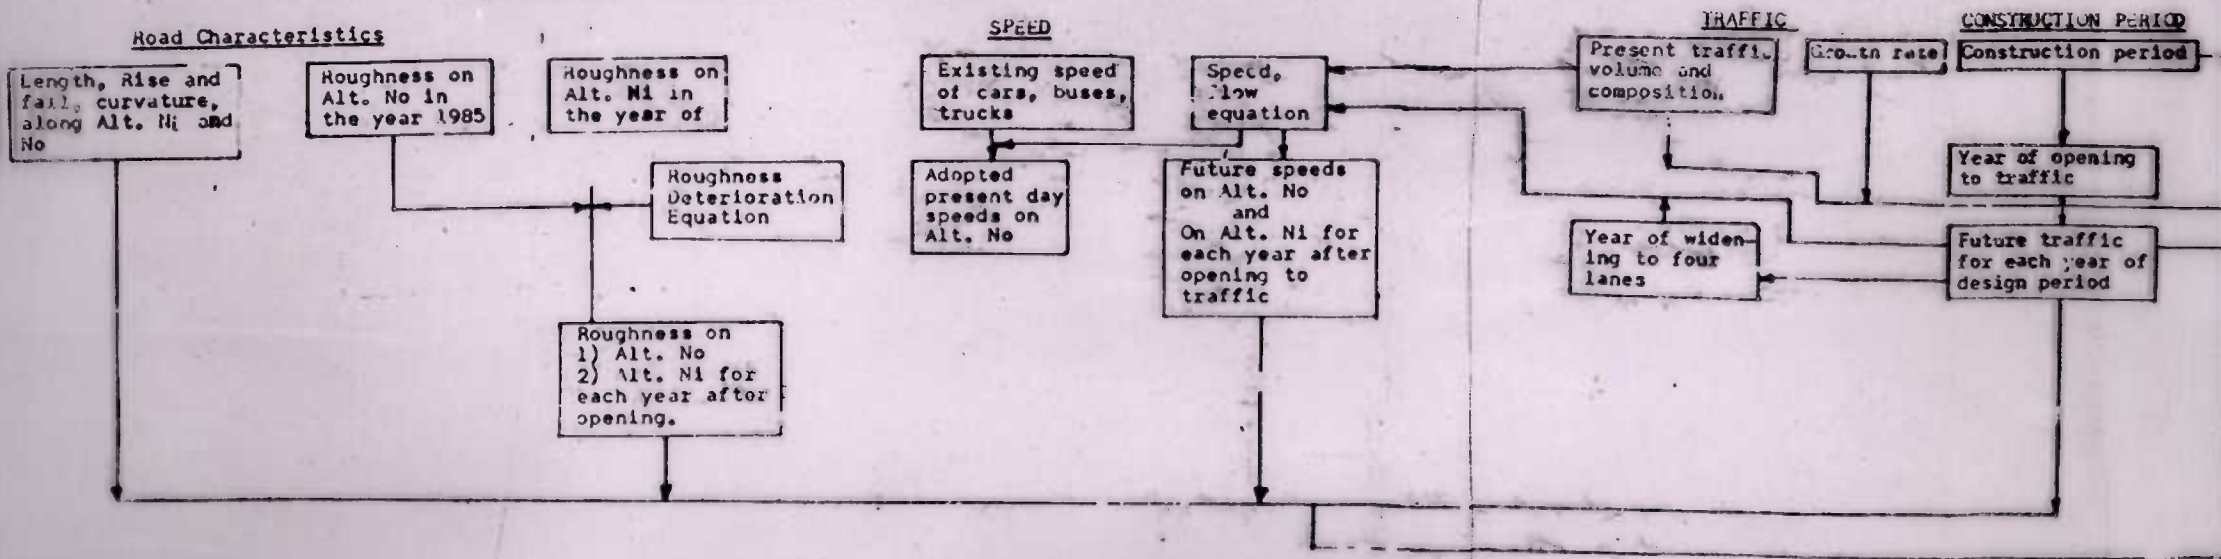 Road Characteristics
Length, Rise and
fall, curvature,
along Alt. Ni and
No
Roughness on
Alt. No in
the year 1985
Roughness on
Alt. Ni in
the year of
Roughness
Deterioration
Equation
Roughness on
1) Alt. No
2) Alt. Ni for
each year after
opening.
SPEED
Existing speed
of cars, buses,
trucks
Speed,
flow
equation
Adopted
present day
speeds on
Alt. No
Future speeds
on Alt. No
and
On Alt. Ni for
each year after
opening to
traffic
TRAFFIC
Present traffic
volume and
composition.
Growth rate
Year of widen-
ing to four
lanes
CONSTRUCTION PERIOD
Construction period
Year of opening
to traffic
Future traffic
for each year of
design period